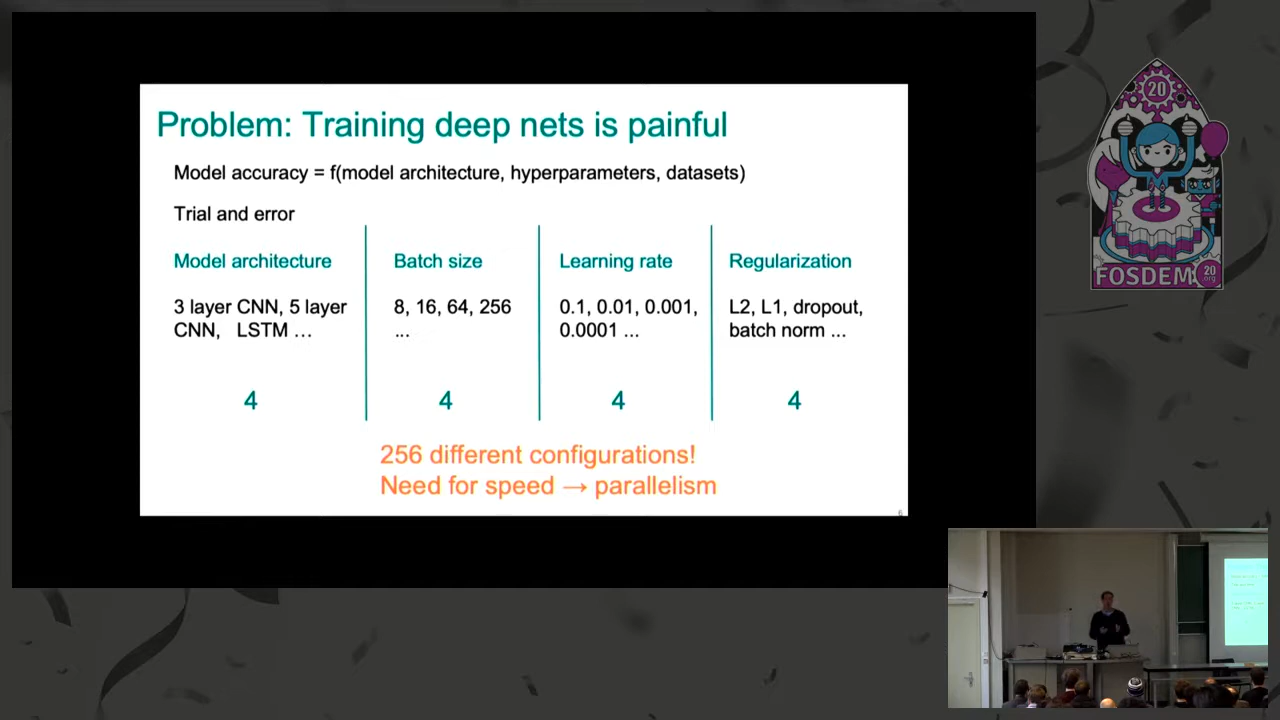 Problem: Training deep nets is painful
Model accuracy = f(model architecture, hyperparameters, datasets)
Trial and error
Model architecture
3 layer CNN, 5 layer
CNN, LSTM ...
4
Batch size
8, 16, 64, 256
...
4
Learning rate
0.1, 0.01, 0.001,
0.0001 ...
4
Regularization
L2, L1, dropout,
batch norm ...
4
256 different configurations!
Need for speed → parallelism
6
20
FOSDEM
20
.org